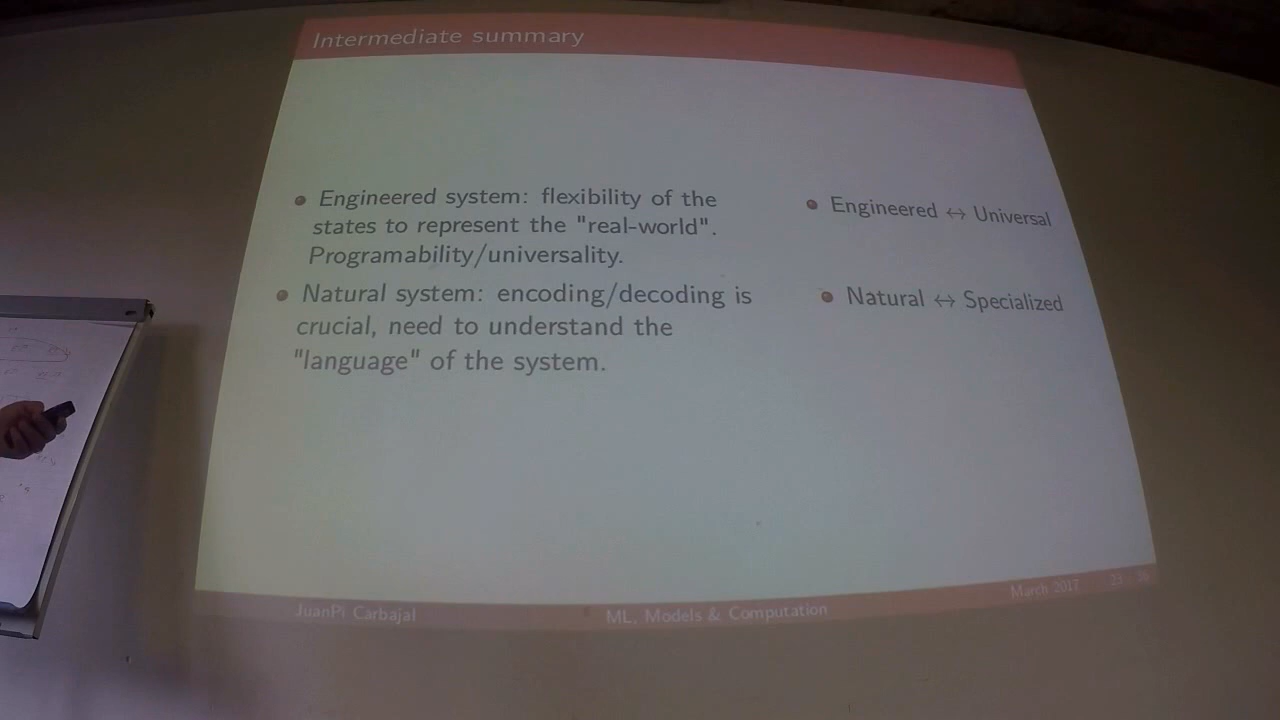 Intermediate summary
Engineered system: flexibility of the
states to represent the "real-world".
Programability/universality.
Natural system: encoding/decoding is
crucial, need to understand the
"language" of the system.
Engineered ↔ Universal
Natural ↔ Specialized
JuanPi Carbajal
ML, Models & Computation
March 2017
23